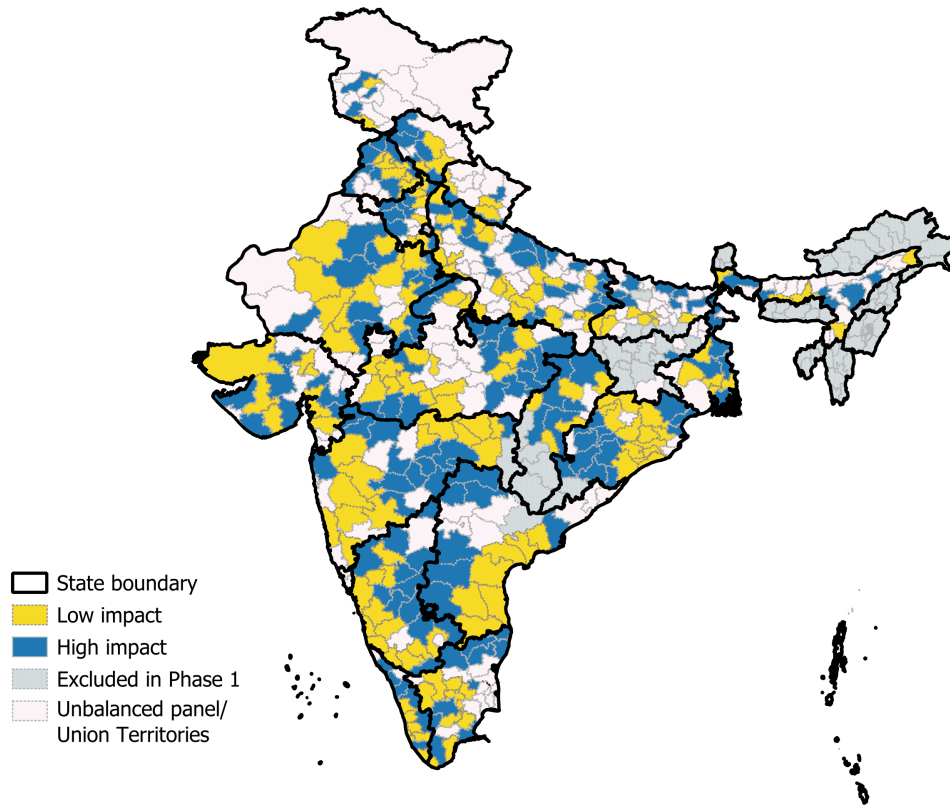 State boundary
Low impact
High impact
Excluded in Phase 1
Unbalanced panel/
Union Territories